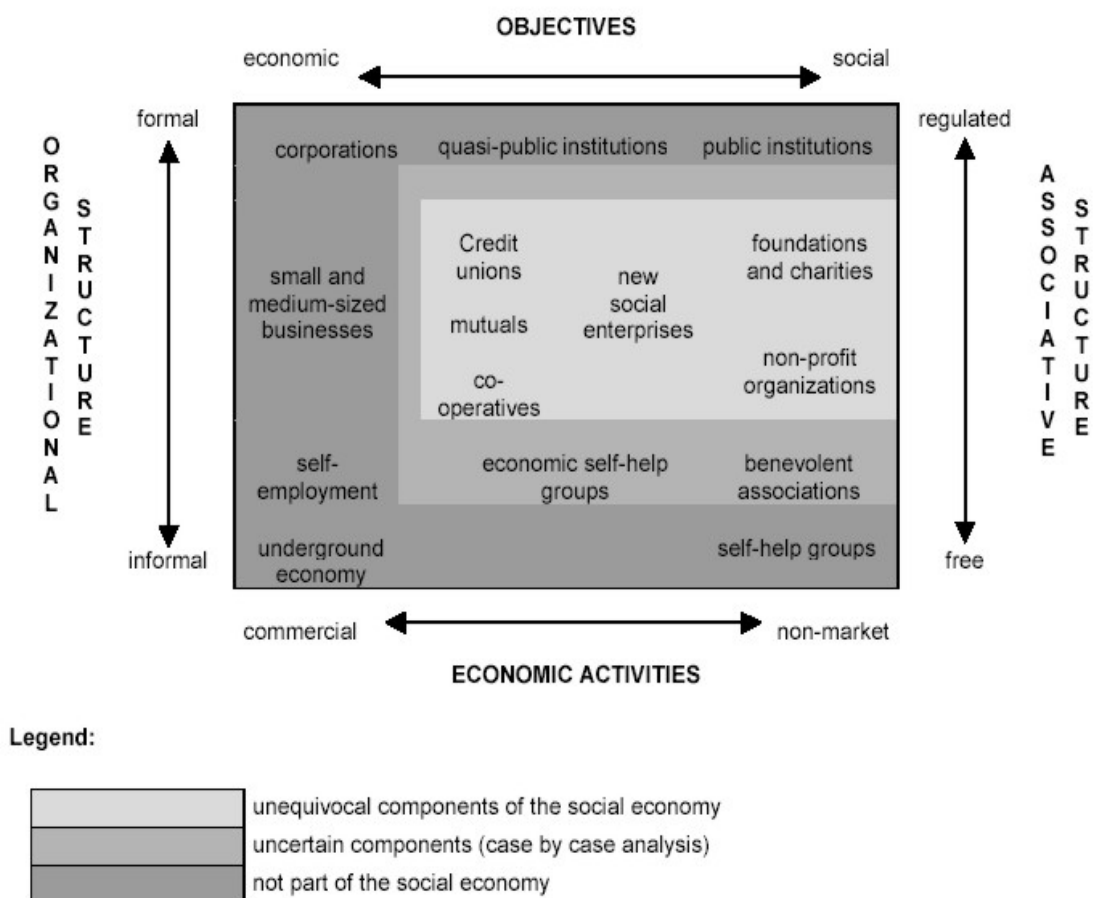 OBJECTIVES
economic social
formal regulated
ORGANIZATIONAL
STRUCTURE
ASSOCIATIVE
STRUCTURE
corporations quasi-public institutions public institutions
Credit
unions
foundations
and charities
small and
medium-sized
businesses
new
social
enterprises
mutuals
non-profit
organizations
co-
operatives
self-
employment
economic self-help
groups
benevolent
associations
underground
economy
self-help groups
informal free
commercial non-market
ECONOMIC ACTIVITIES
Legend:
unequivocal components of the social economy
uncertain components (case by case analysis)
not part of the social economy